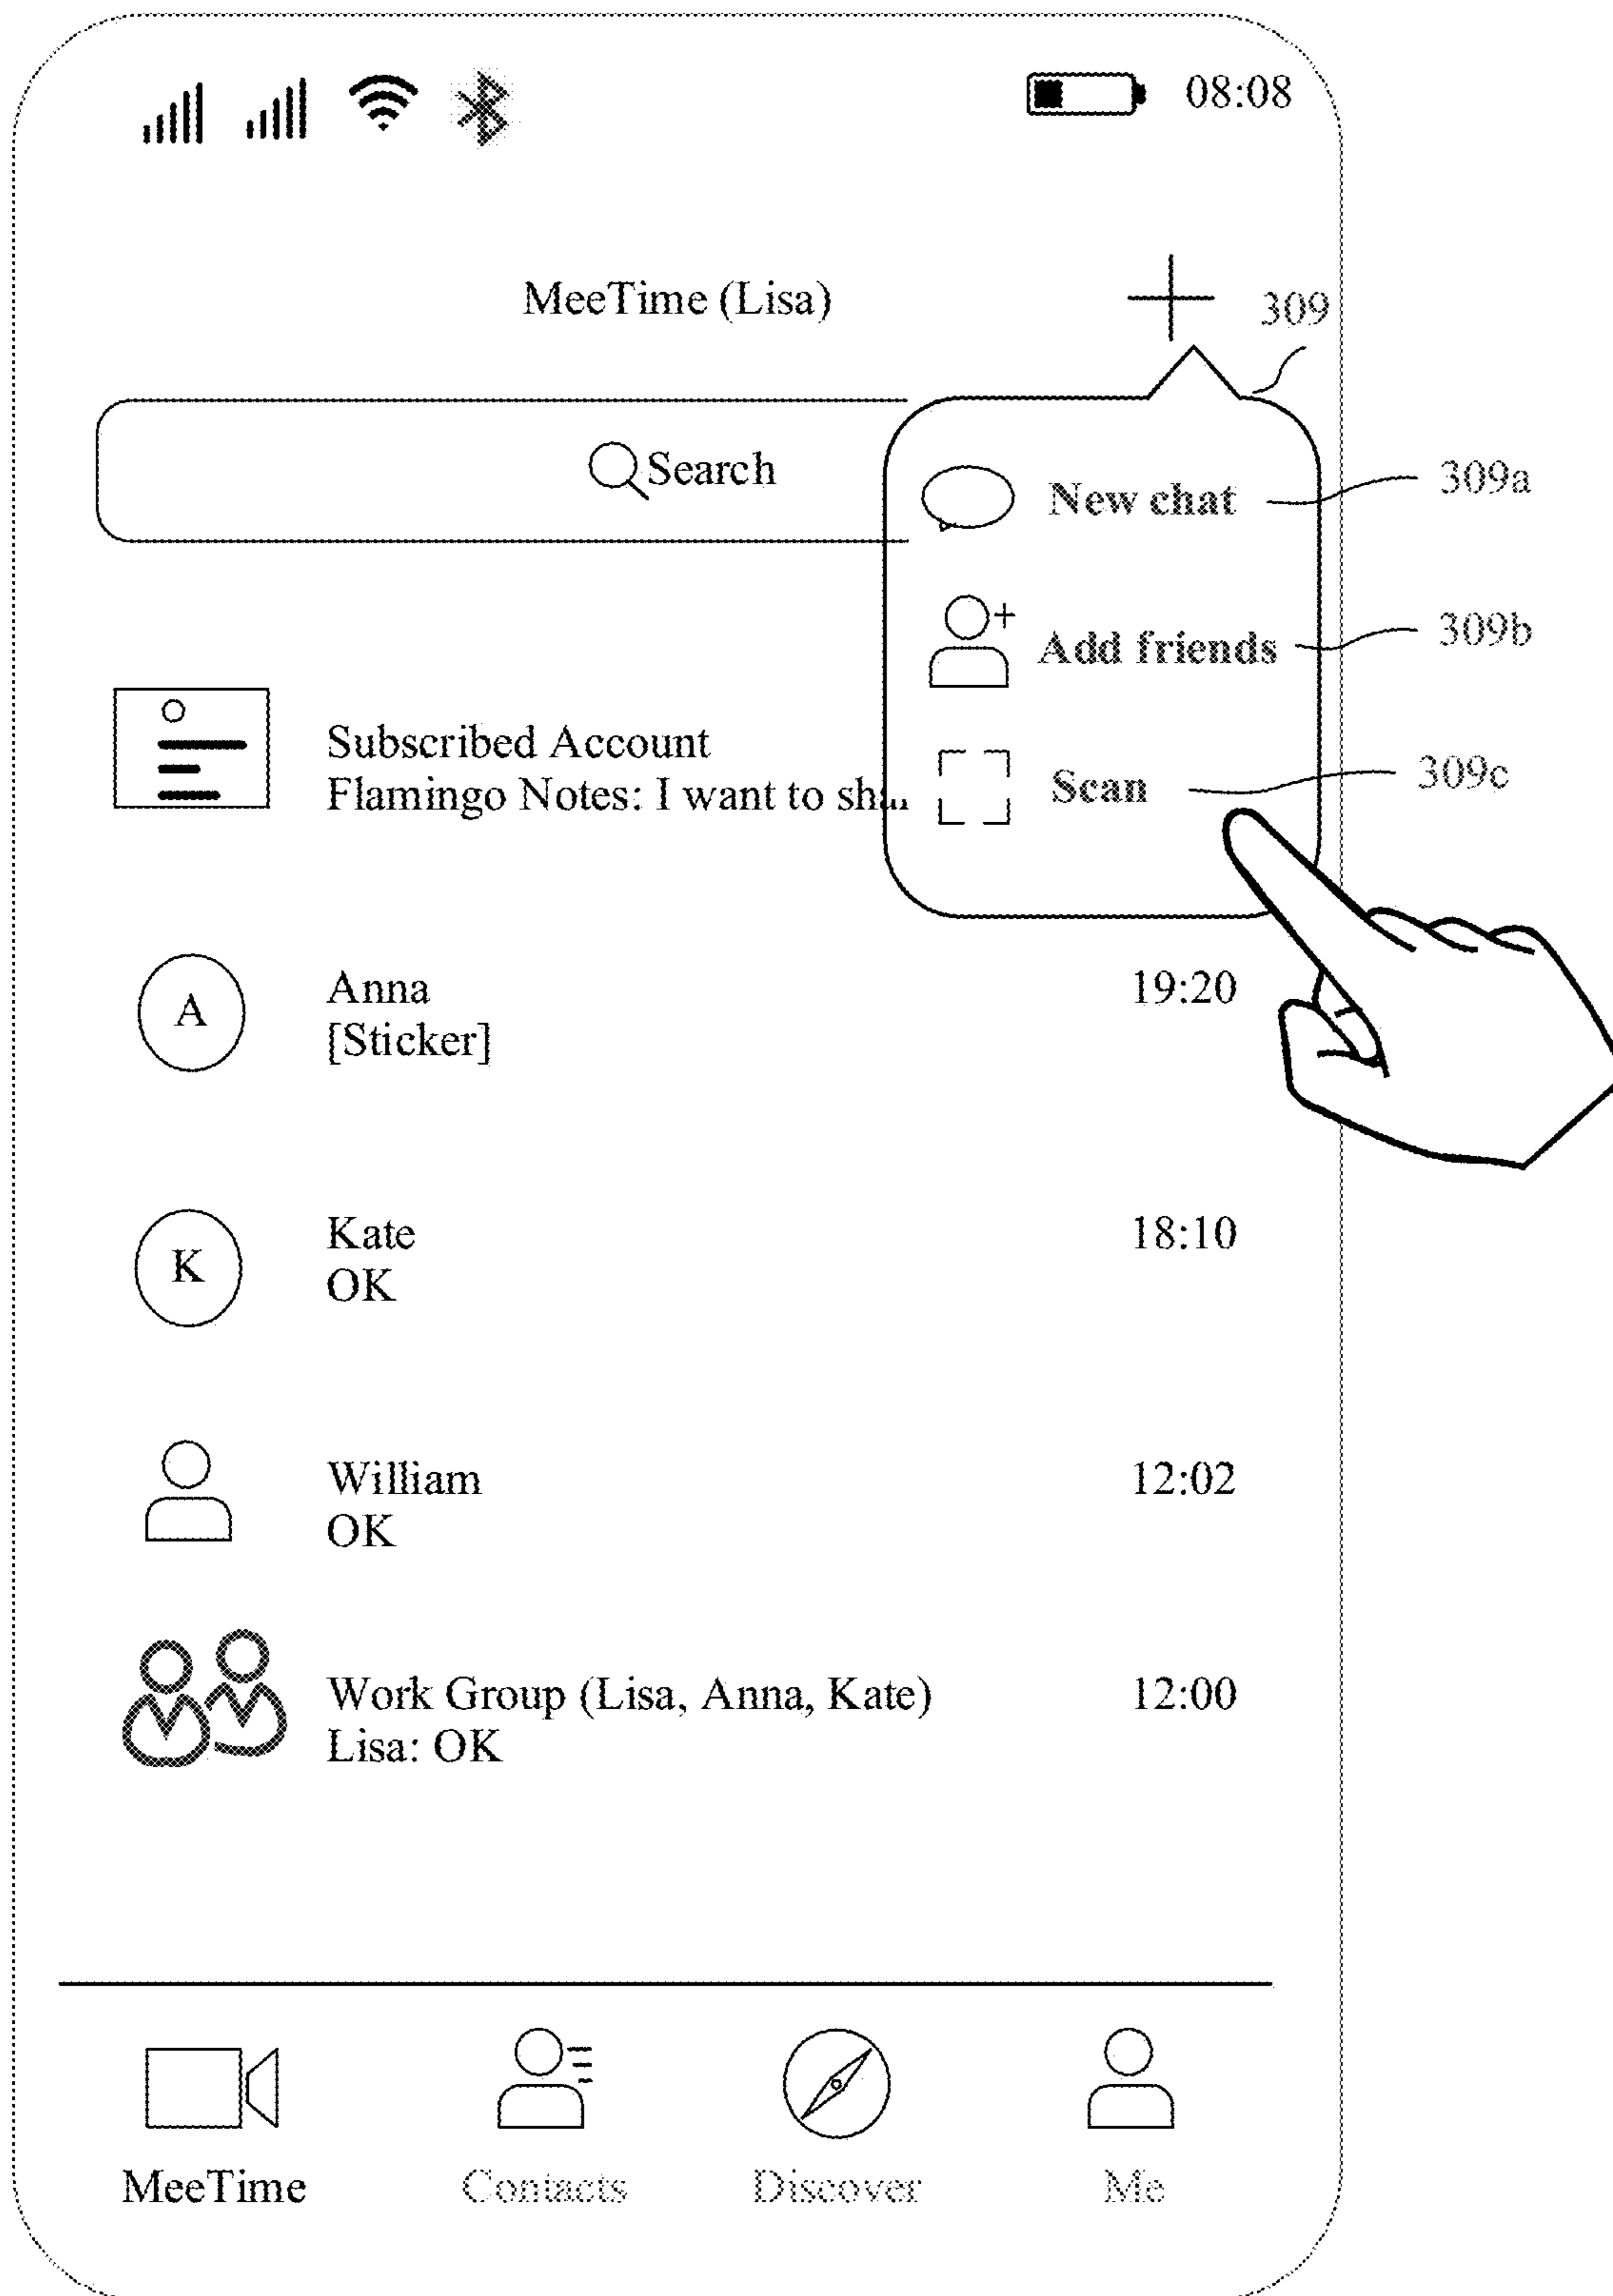 08:08
MeeTime (Lisa)
309
Search
New chat
309a
Add friends
309b
Scan
309c
Subscribed Account
Flamingo Notes: I want to
A
Anna
19:20
[Sticker]
K
Kate
18:10
OK
William
12:02
OK
Work Group (Lisa, Anna, Kate)
12:00
Lisa: OK
MeeTime
Contacts
Discover
Me